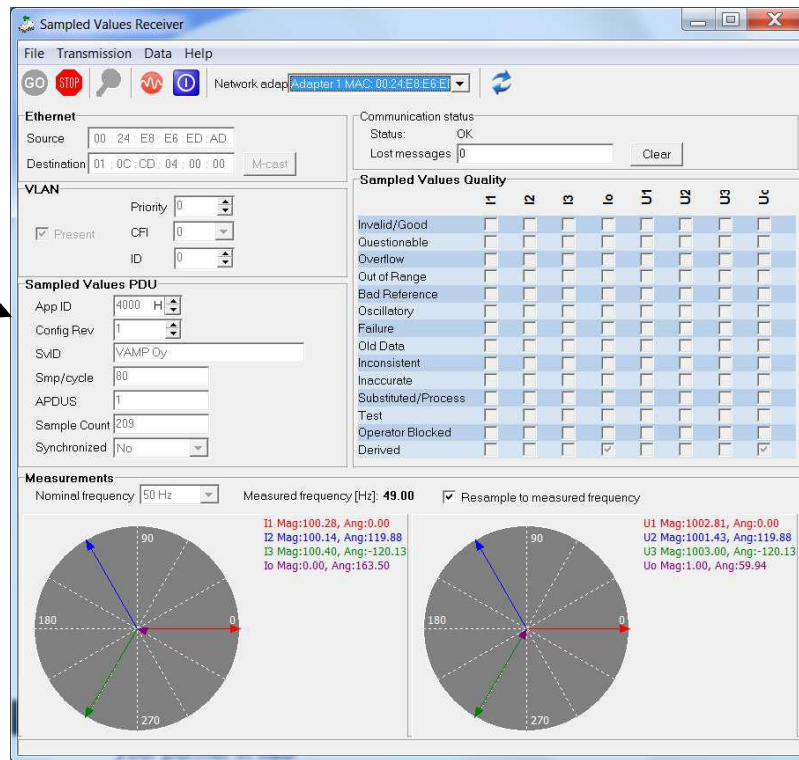 Sampled Values Receiver
File Transmission Data Help
GO STOP Network adap Adapter 1 MAC: 00:24:E8:E6:E
Ethernet
Source 00 : 24 : E8 : E6 : ED : AD
Destination 01 : 0C : CD : 04 : 00 : 00 M-cast
VLAN
Priority 0
Present CFI 0
ID 0
Sampled Values PDU
App ID 4000 H
Config Rev 1
SvID VAMP Oy
Smp/cycle 80
APDUS 1
Sample Count 209
Synchronized No
Communication status
Status: OK
Lost messages 0 Clear
Sampled Values Quality
I1 I2 I3 Io U1 U2 U3 Uc
Invalid/Good
Questionable
Overflow
Out of Range
Bad Reference
Oscillatory
Failure
Old Data
Inconsistent
Inaccurate
Substituted/Process
Test
Operator Blocked
Derived
Measurements
Nominal frequency 50 Hz Measured frequency [Hz]: 49.00 Resample to measured frequency
90
180
0
270
I1 Mag:100.28, Ang:0.00
I2 Mag:100.14, Ang:119.88
I3 Mag:100.40, Ang:-120.13
Io Mag:0.00, Ang:163.50
90
180
0
270
U1 Mag:1002.81, Ang:0.00
U2 Mag:1001.43, Ang:119.88
U3 Mag:1003.00, Ang:-120.13
Uo Mag:1.00, Ang:59.94